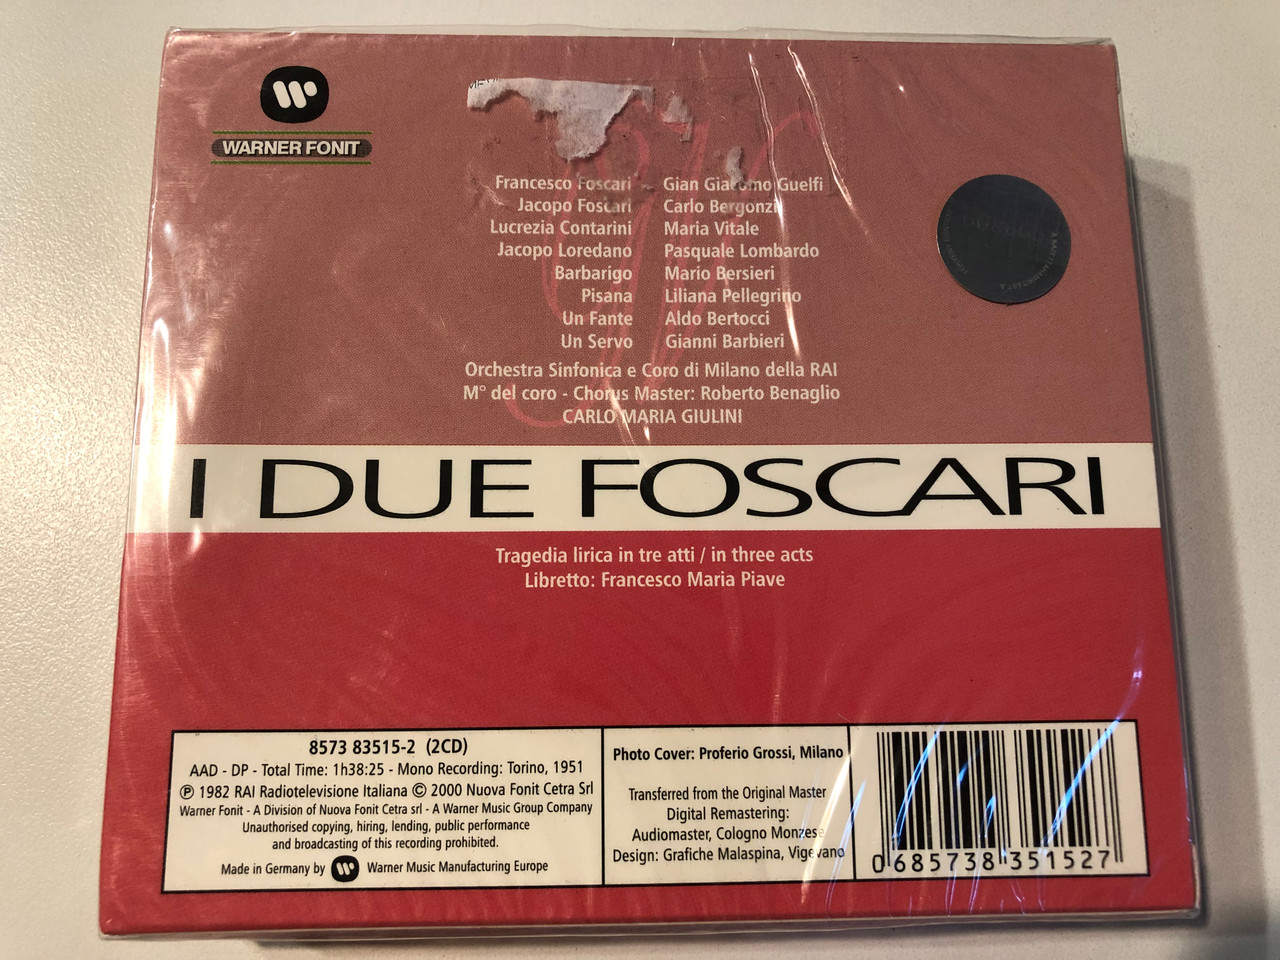 WARNER FONIT
Francesco Foscari Gian Giacomo Guelfi
Jacopo Foscari Carlo Bergonzi
Lucrezia Contarini Maria Vitale
Jacopo Loredano Pasquale Lombardo
Barbarigo Mario Bersieri
Pisana Liliana Pellegrino
Un Fante Aldo Bertocci
Un Servo Gianni Barbieri
Orchestra Sinfonica e Coro di Milano della RAI
M° del coro - Chorus Master: Roberto Benaglio
CARLO MARIA GIULINI
I DUE FOSCARI
Tragedia lirica in tre atti / in three acts
Libretto: Francesco Maria Piave
8573 83515-2 (2CD)
AAD - DP - Total Time: 1h38:25 - Mono Recording: Torino, 1951
℗ 1982 RAI Radiotelevisione Italiana © 2000 Nuova Fonit Cetra Srl
Warner Fonit - A Division of Nuova Fonit Cetra srl - A Warner Music Group Company
Unauthorised copying, hiring, lending, public performance
and broadcasting of this recording prohibited.
Made in Germany by Warner Music Manufacturing Europe
Photo Cover: Proferio Grossi, Milano
Transferred from the Original Master
Digital Remastering:
Audiomaster, Cologno Monzese
Design: Grafiche Malaspina, Vigevano
0 685738 351527